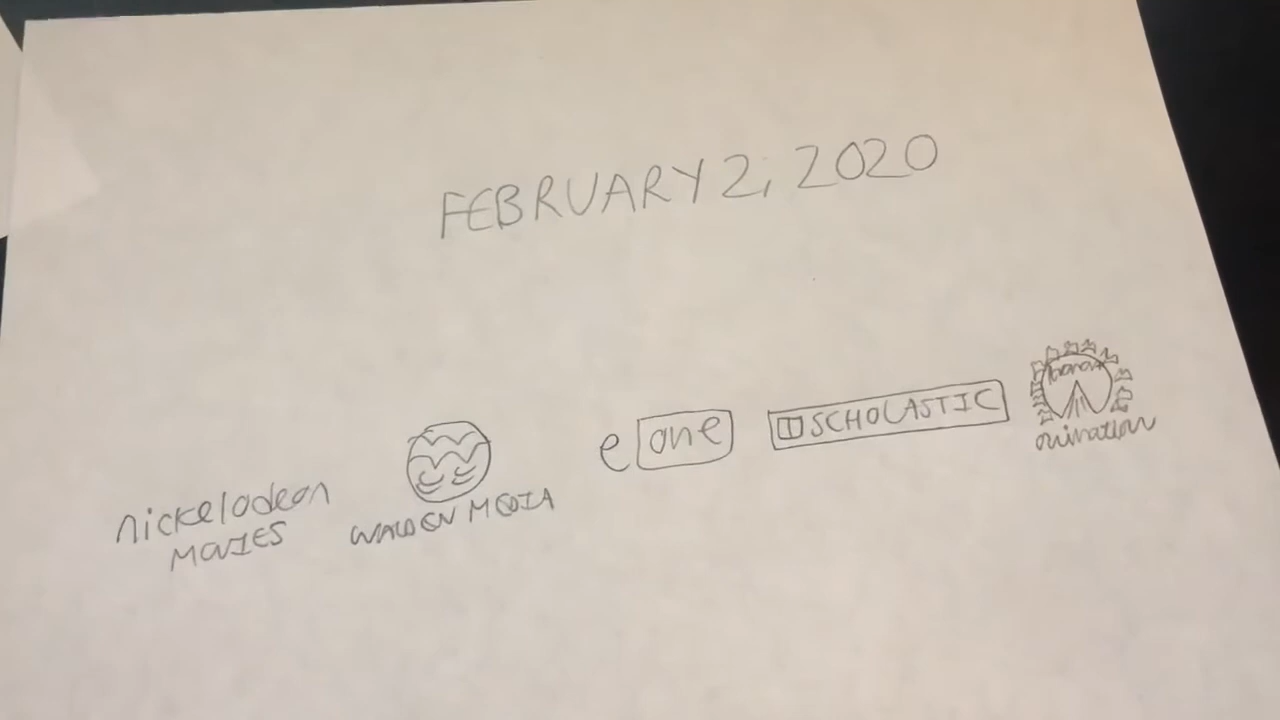 FEBRUARY 2, 2020
nickelodeon
MOVIES
WALDEN MEDIA
e one
SCHOLASTIC
animation